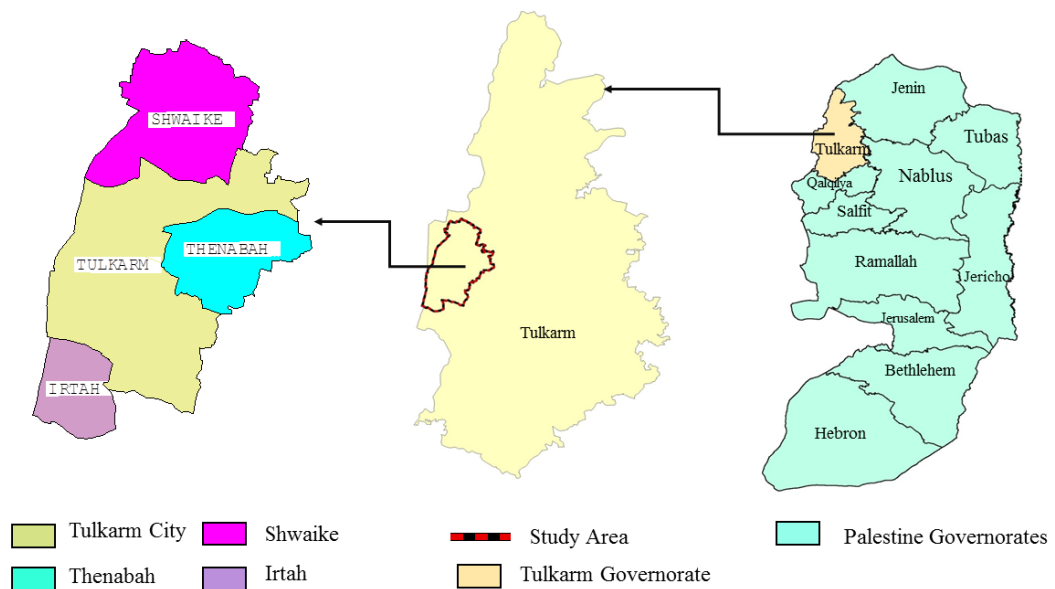 SHWAIKE
THENABAH
TULKARM
IRTAH
Tulkarm
Jenin
Tubas
Tulkarm
Nablus
Qalqilya
Salfit
Ramallah
Jericho
Jerusalem
Bethlehem
Hebron
Tulkarm City
Shwaike
Study Area
Palestine Governorates
Thenabah
Irtah
Tulkarm Governorate